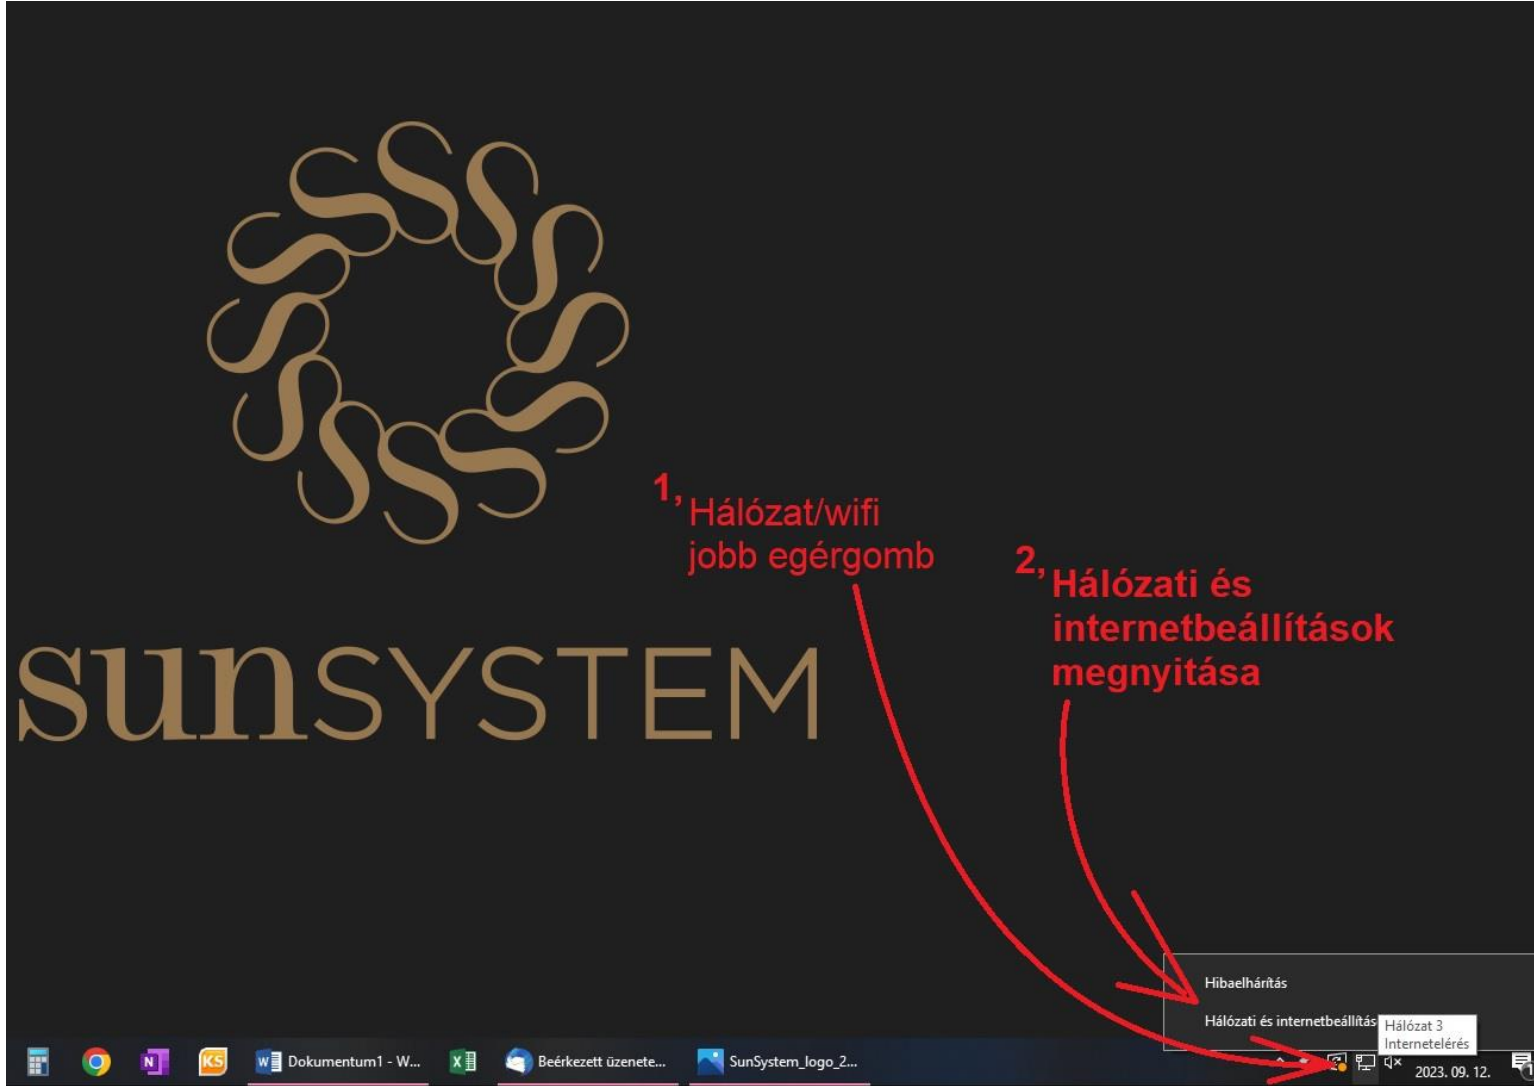 1, Hálózat/wifi
jobb egérgomb
2, Hálózati és
internetbeállítások
megnyitása
sunSYSTEM
Hibaelhárítás
Hálózati és internetbeállítás
Hálózat 3
Internetelérés
N
KS
W
Dokumentum1 - W...
X
Beérkezett üzenete...
SunSystem_logo_2...
2023. 09. 12.